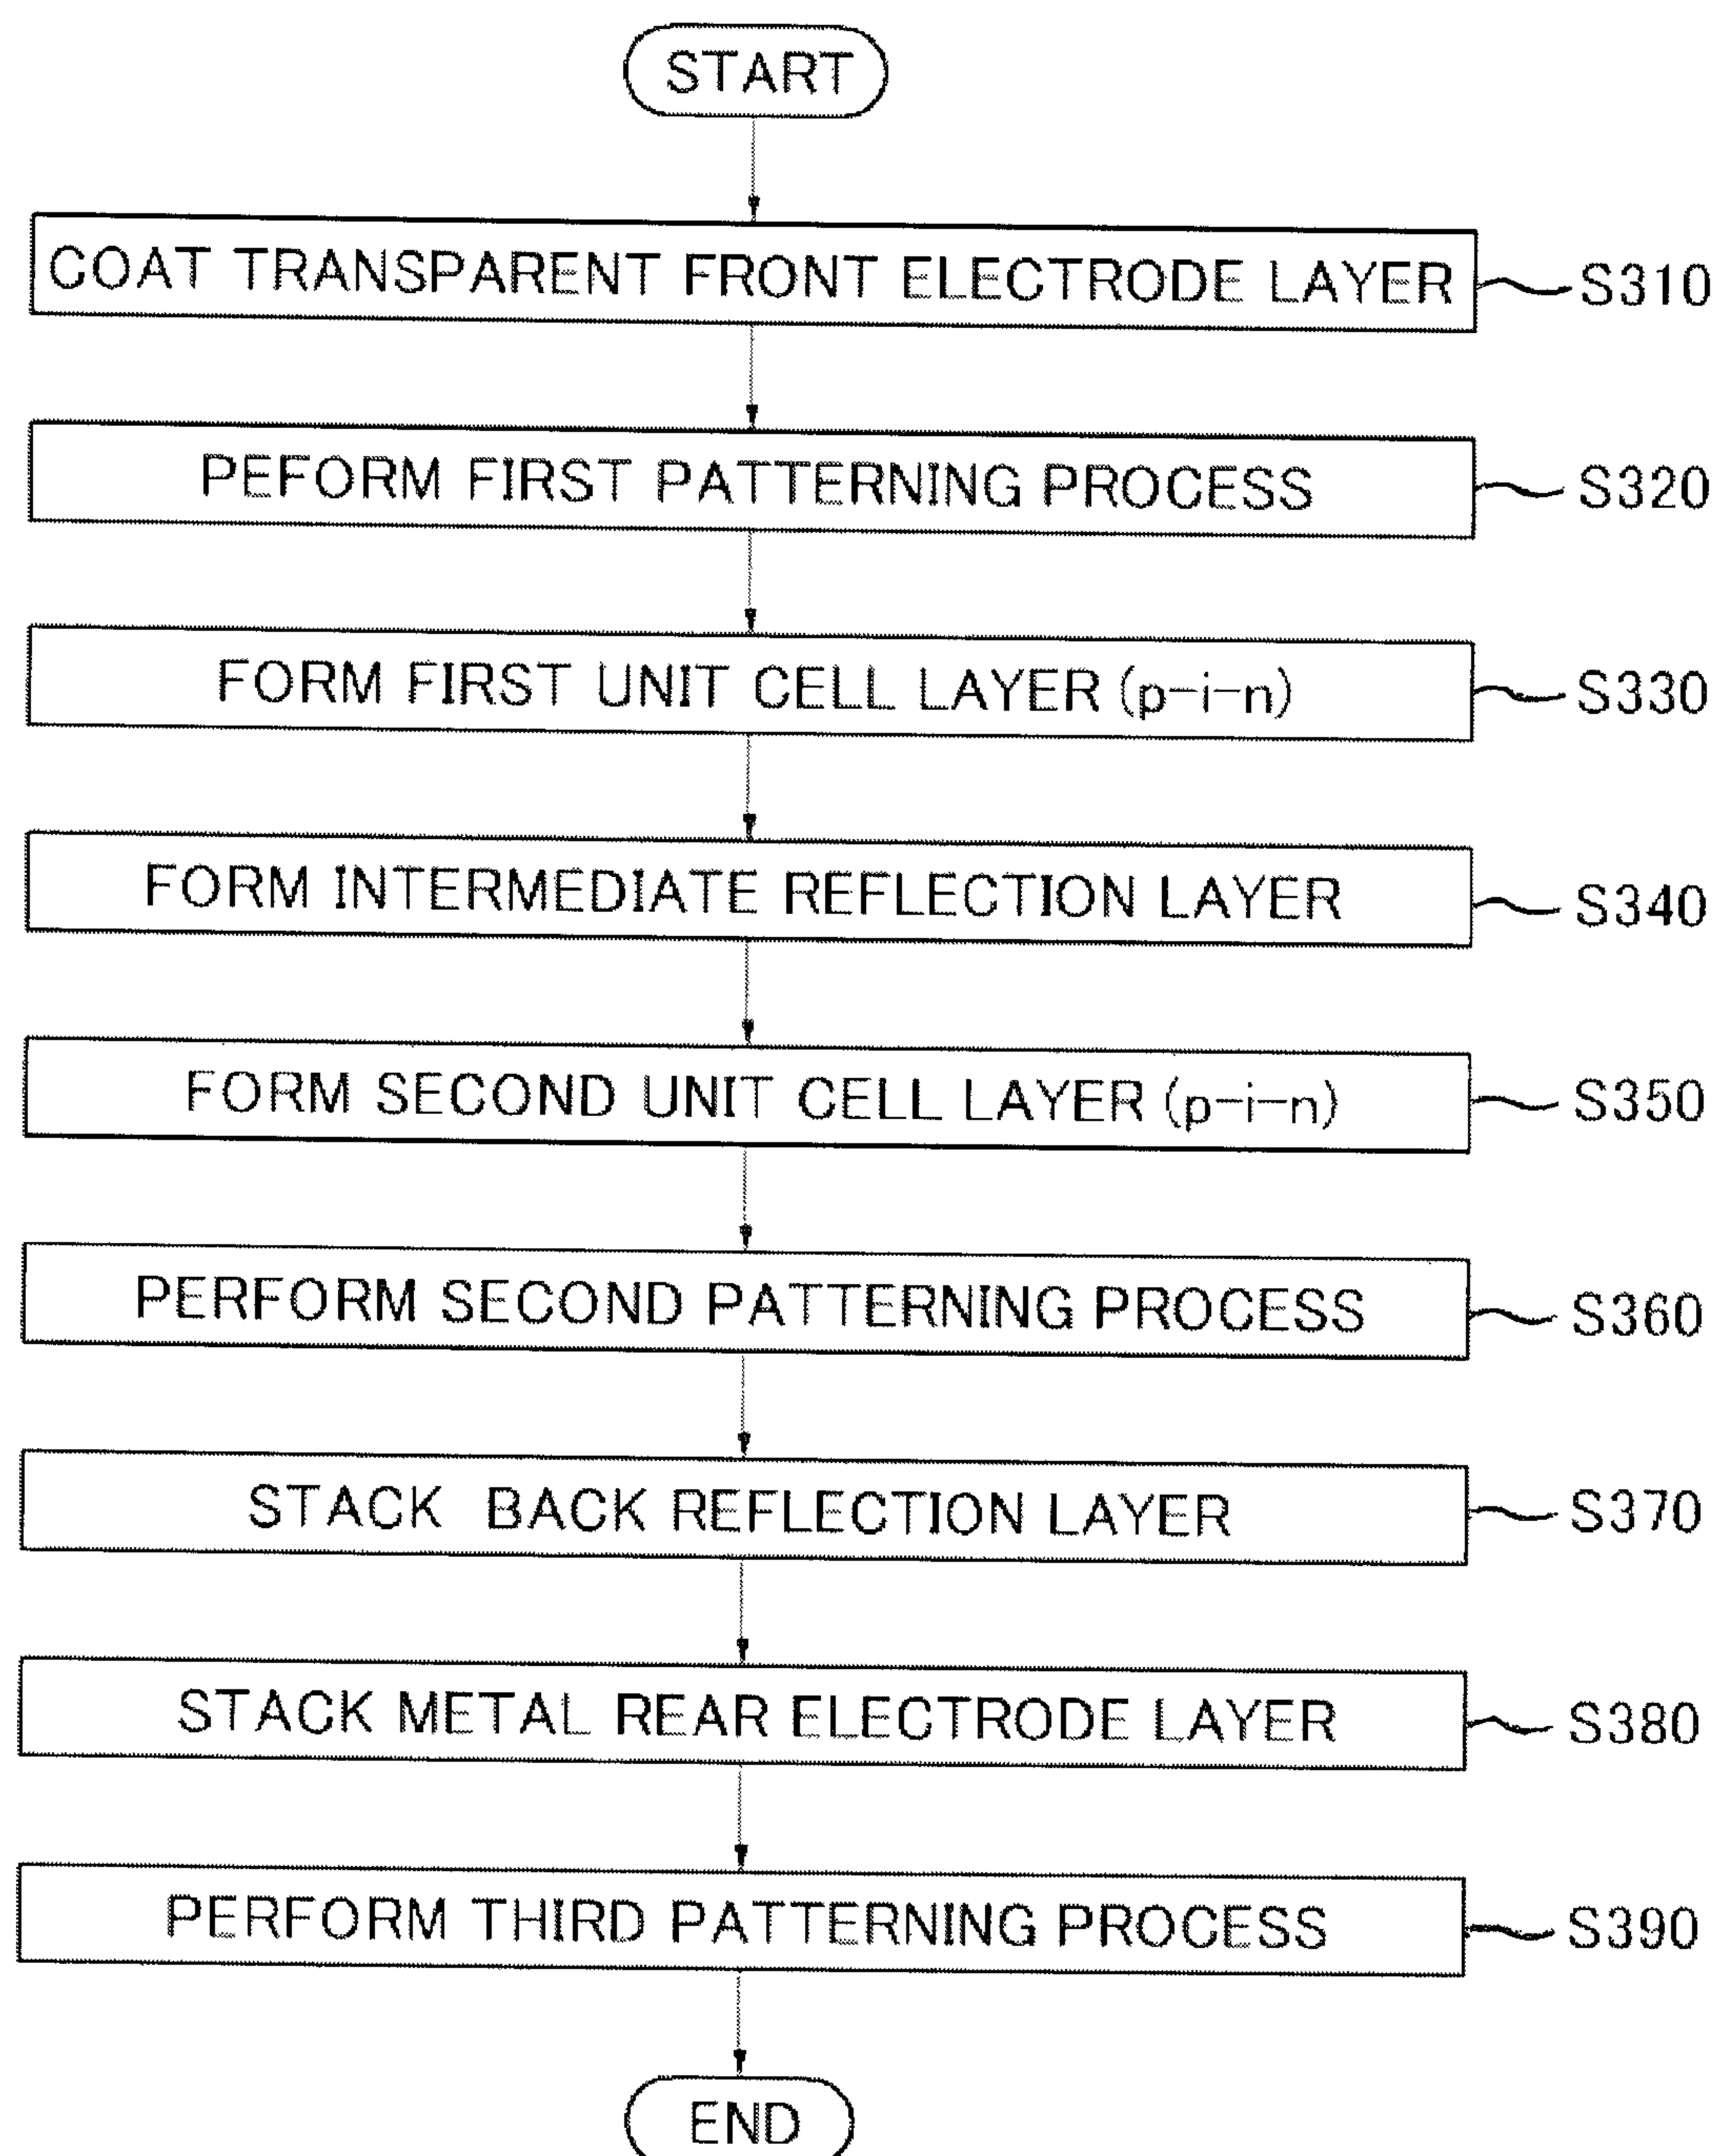 START
COAT TRANSPARENT FRONT ELECTRODE LAYER S310
PEFORM FIRST PATTERNING PROCESS S320
FORM FIRST UNIT CELL LAYER (p-i-n) S330
FORM INTERMEDIATE REFLECTION LAYER S340
FORM SECOND UNIT CELL LAYER (p-i-n) S350
PERFORM SECOND PATTERNING PROCESS S360
STACK BACK REFLECTION LAYER S370
STACK METAL REAR ELECTRODE LAYER S380
PERFORM THIRD PATTERNING PROCESS S390
END